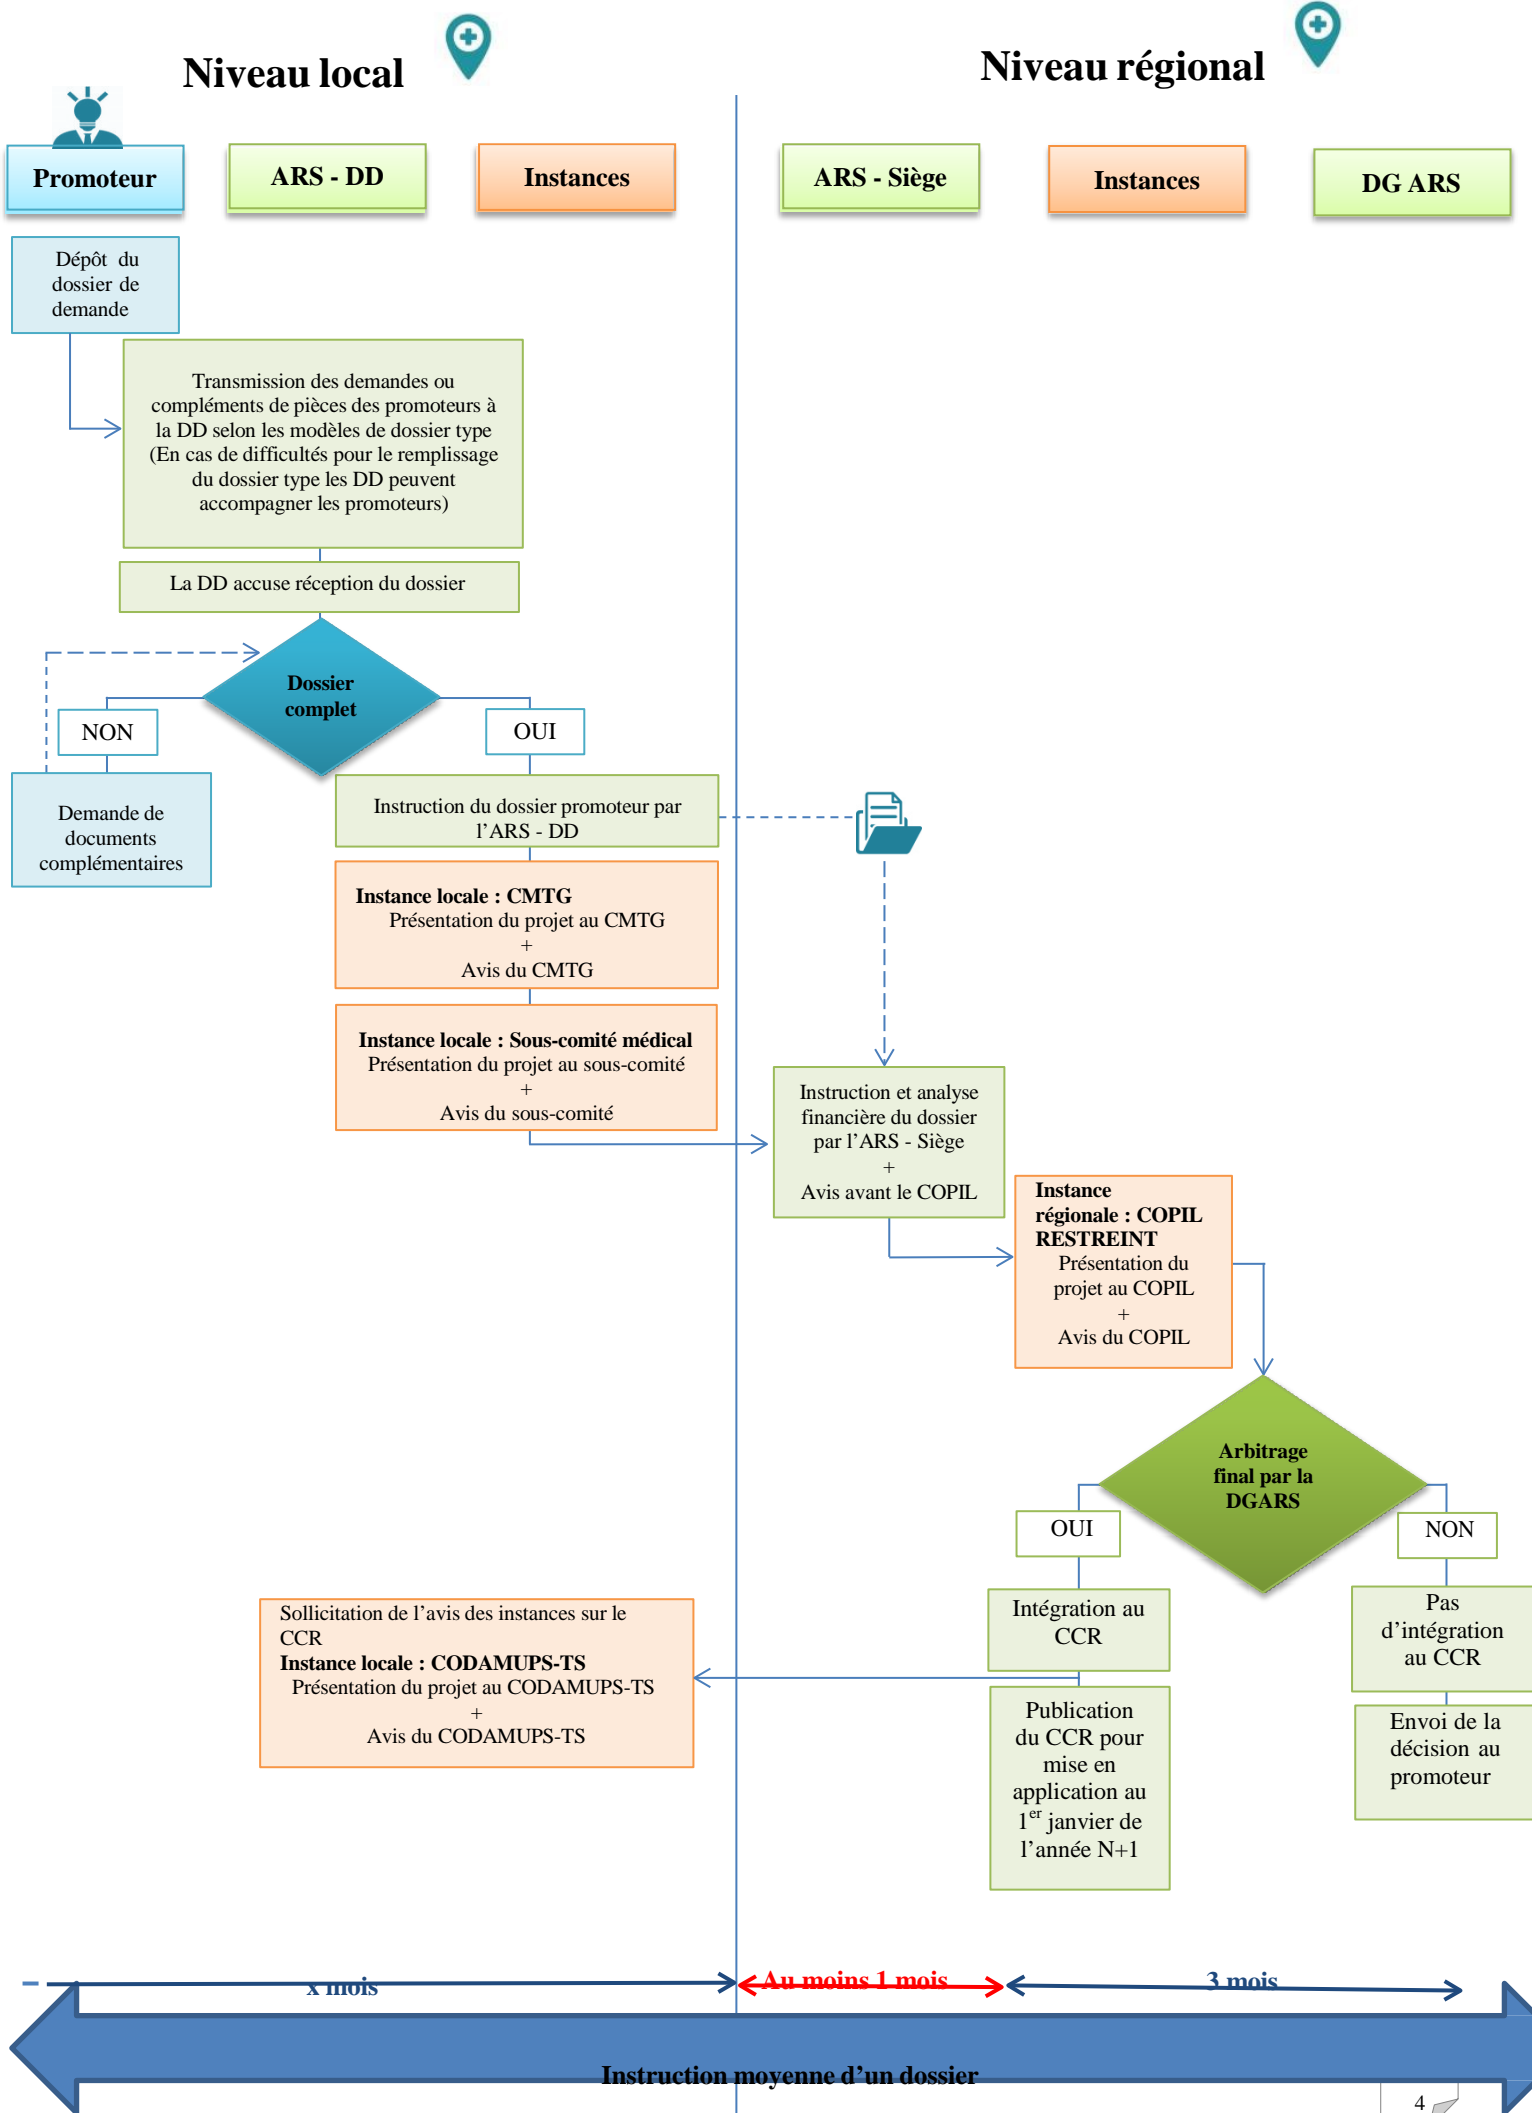 Niveau local
Niveau régional
Promoteur
ARS - DD
Instances
ARS - Siège
Instances
DG ARS
Dépôt du
dossier de
demande
Transmission des demandes ou
compléments de pièces des promoteurs à
la DD selon les modèles de dossier type
(En cas de difficultés pour le remplissage
du dossier type les DD peuvent
accompagner les promoteurs)
La DD accuse réception du dossier
Dossier
complet
NON
OUI
Demande de
documents
complémentaires
Instruction du dossier promoteur par
l’ARS - DD
Instance locale : CMTG
Présentation du projet au CMTG
+
Avis du CMTG
Instance locale : Sous-comité médical
Présentation du projet au sous-comité
+
Avis du sous-comité
Instruction et analyse
financière du dossier
par l’ARS - Siège
+
Avis avant le COPIL
Instance
régionale : COPIL
RESTREINT
Présentation du
projet au COPIL
+
Avis du COPIL
Arbitrage
final par la
DGARS
OUI
NON
Intégration au
CCR
Pas
d’intégration
au CCR
Sollicitation de l’avis des instances sur le
CCR
Instance locale : CODAMUPS-TS
Présentation du projet au CODAMUPS-TS
+
Avis du CODAMUPS-TS
Publication
du CCR pour
mise en
application au
1er janvier de
l’année N+1
Envoi de la
décision au
promoteur
x mois
Au moins 1 mois
3 mois
Instruction moyenne d’un dossier
4